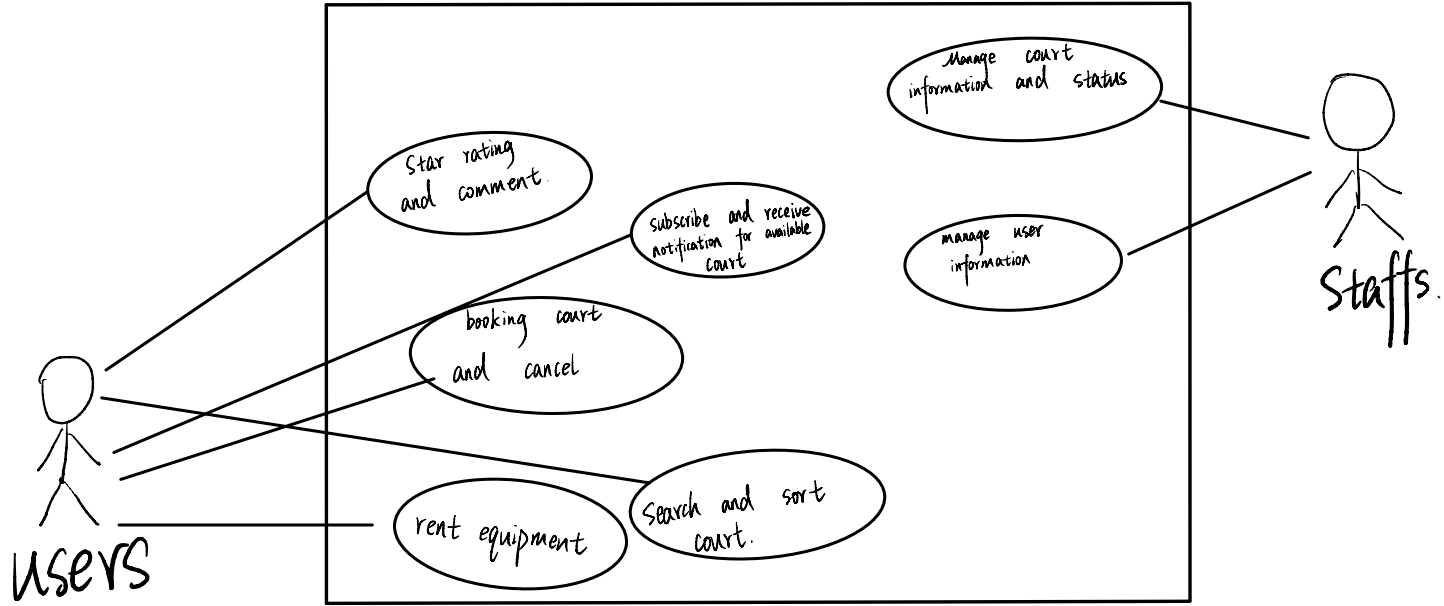 Manage court
information and status
Star rating
and comment.
subscribe and receive
notification for available
court
manage user
information
booking court
and cancel
Search and sort
court.
rent equipment
users
Staffs.